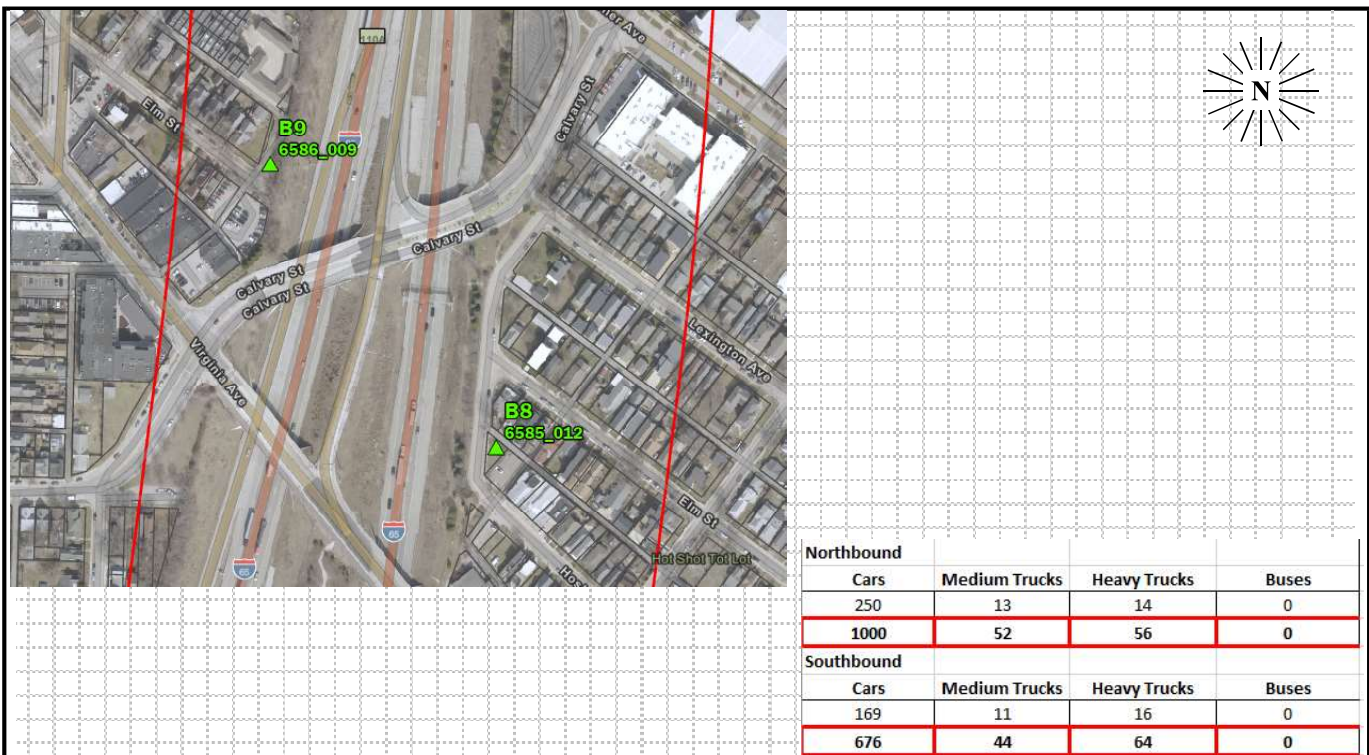 110A
Calvary St
Elm St
B9
6586_009
Calvary St
Calvary St
Calvary St
Virginia Ave
Lexington Ave
B8
6585_012
Elm St
65
65
Hot Shot Tot Lot
N
Northbound
Cars Medium Trucks Heavy Trucks Buses
250 13 14 0
1000 52 56 0
Southbound
Cars Medium Trucks Heavy Trucks Buses
169 11 16 0
676 44 64 0